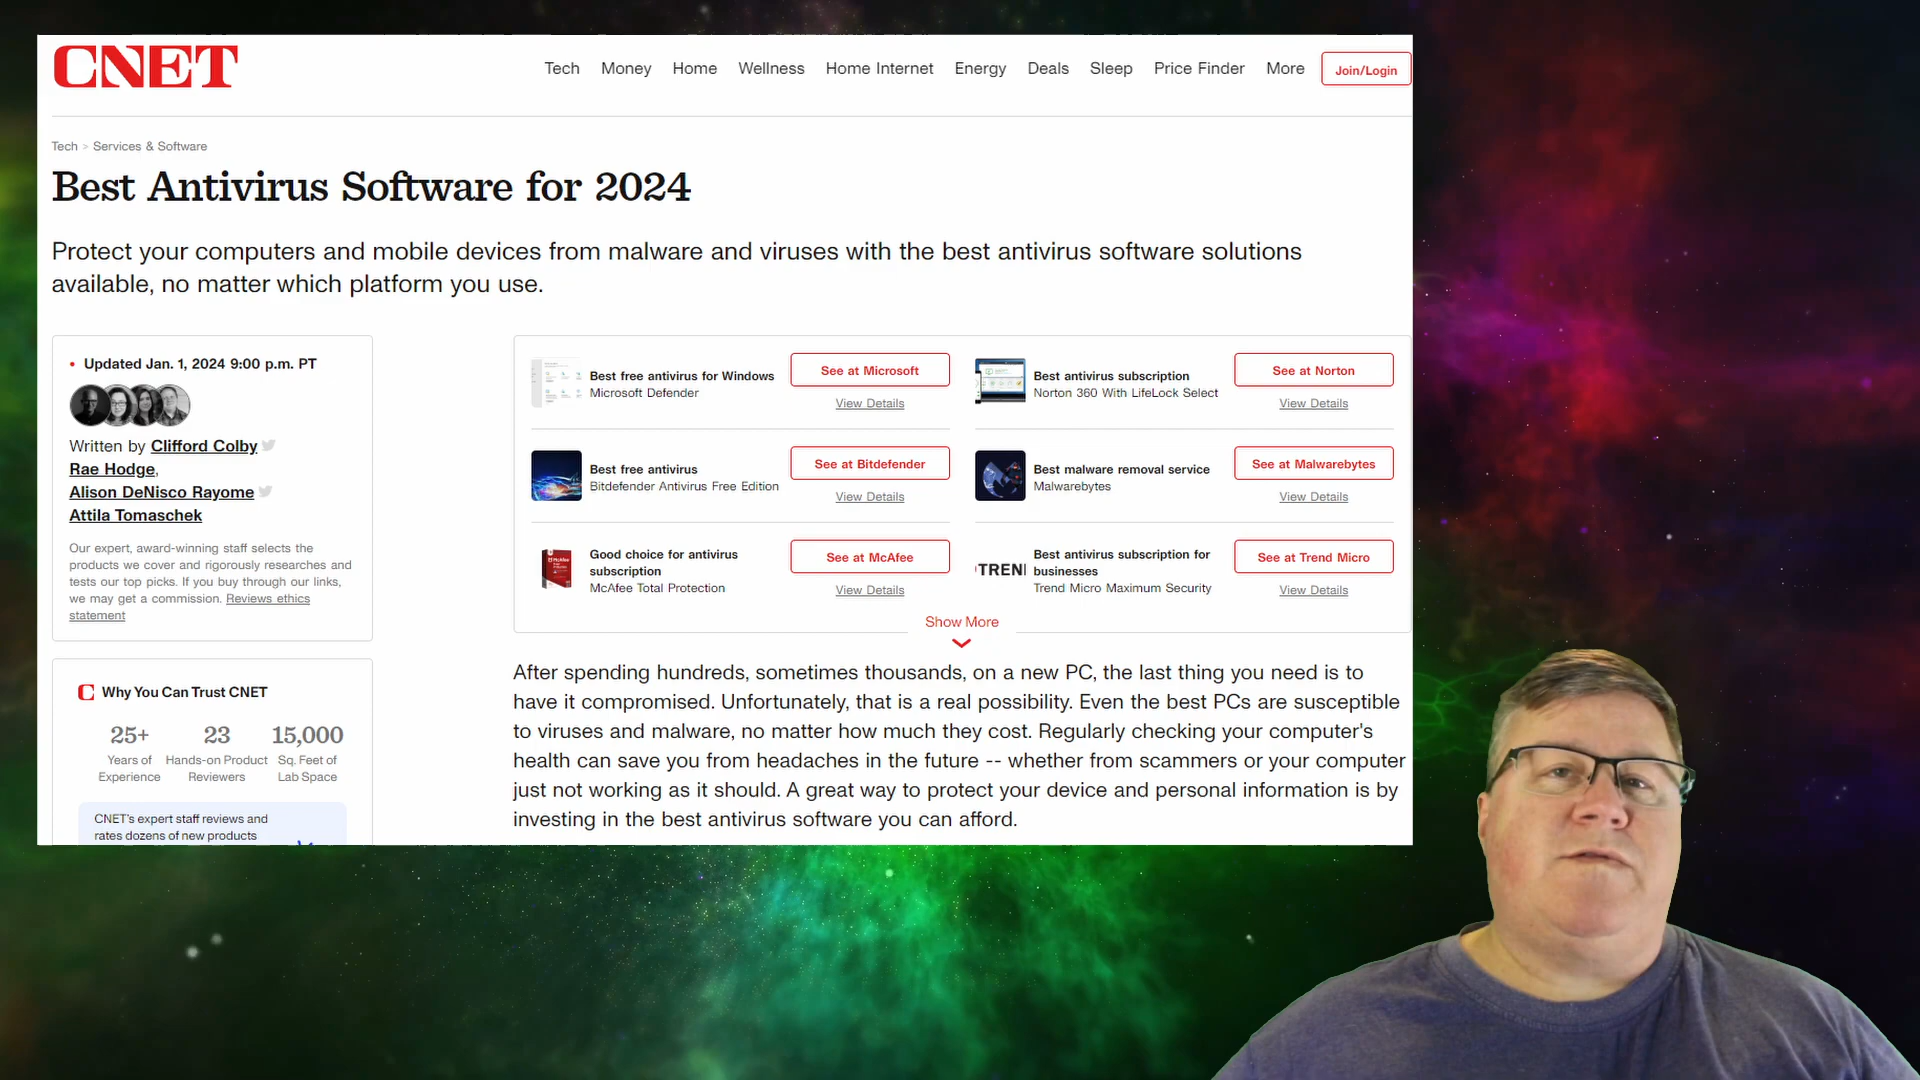 CNET
Tech Money Home Wellness Home Internet Energy Deals Sleep Price Finder More Join/Login
Tech > Services & Software
Best Antivirus Software for 2024
Protect your computers and mobile devices from malware and viruses with the best antivirus software solutions
available, no matter which platform you use.
• Updated Jan. 1, 2024 9:00 p.m. PT
Written by Clifford Colby
Rae Hodge,
Alison DeNisco Rayome
Attila Tomaschek
Our expert, award-winning staff selects the
products we cover and rigorously researches and
tests our top picks. If you buy through our links,
we may get a commission. Reviews ethics
statement
Why You Can Trust CNET
25+ 23 15,000
Years of Hands-on Product Sq. Feet of
Experience Reviewers Lab Space
CNET's expert staff reviews and
rates dozens of new products
Best free antivirus for Windows
Microsoft Defender
See at Microsoft
View Details
Best antivirus subscription
Norton 360 With LifeLock Select
See at Norton
View Details
Best free antivirus
Bitdefender Antivirus Free Edition
See at Bitdefender
View Details
Best malware removal service
Malwarebytes
See at Malwarebytes
View Details
Good choice for antivirus
subscription
McAfee Total Protection
See at McAfee
View Details
TREN
Best antivirus subscription for
businesses
Trend Micro Maximum Security
See at Trend Micro
View Details
Show More
After spending hundreds, sometimes thousands, on a new PC, the last thing you need is to
have it compromised. Unfortunately, that is a real possibility. Even the best PCs are susceptible
to viruses and malware, no matter how much they cost. Regularly checking your computer's
health can save you from headaches in the future -- whether from scammers or your computer
just not working as it should. A great way to protect your device and personal information is by
investing in the best antivirus software you can afford.